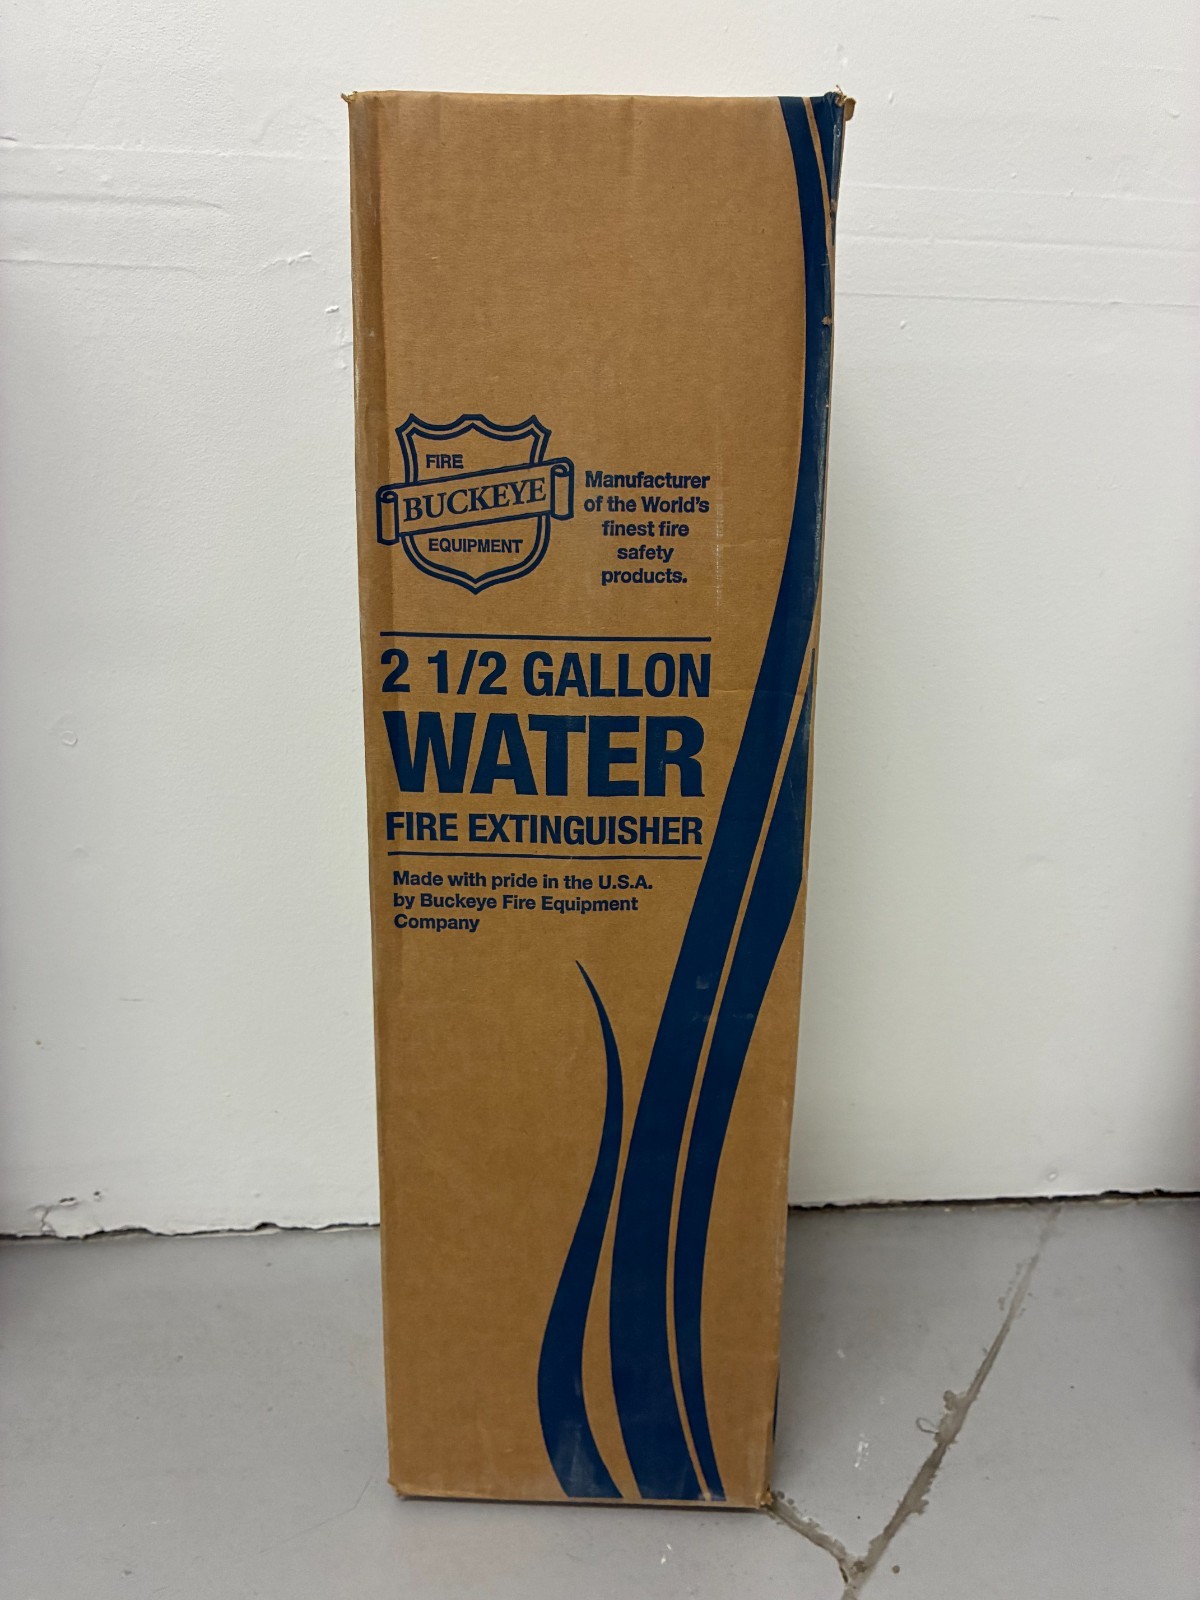 FIRE
BUCKEYE
EQUIPMENT
Manufacturer
of the World's
finest fire
safety
products.
2 1/2 GALLON
WATER
FIRE EXTINGUISHER
Made with pride in the U.S.A.
by Buckeye Fire Equipment
Company